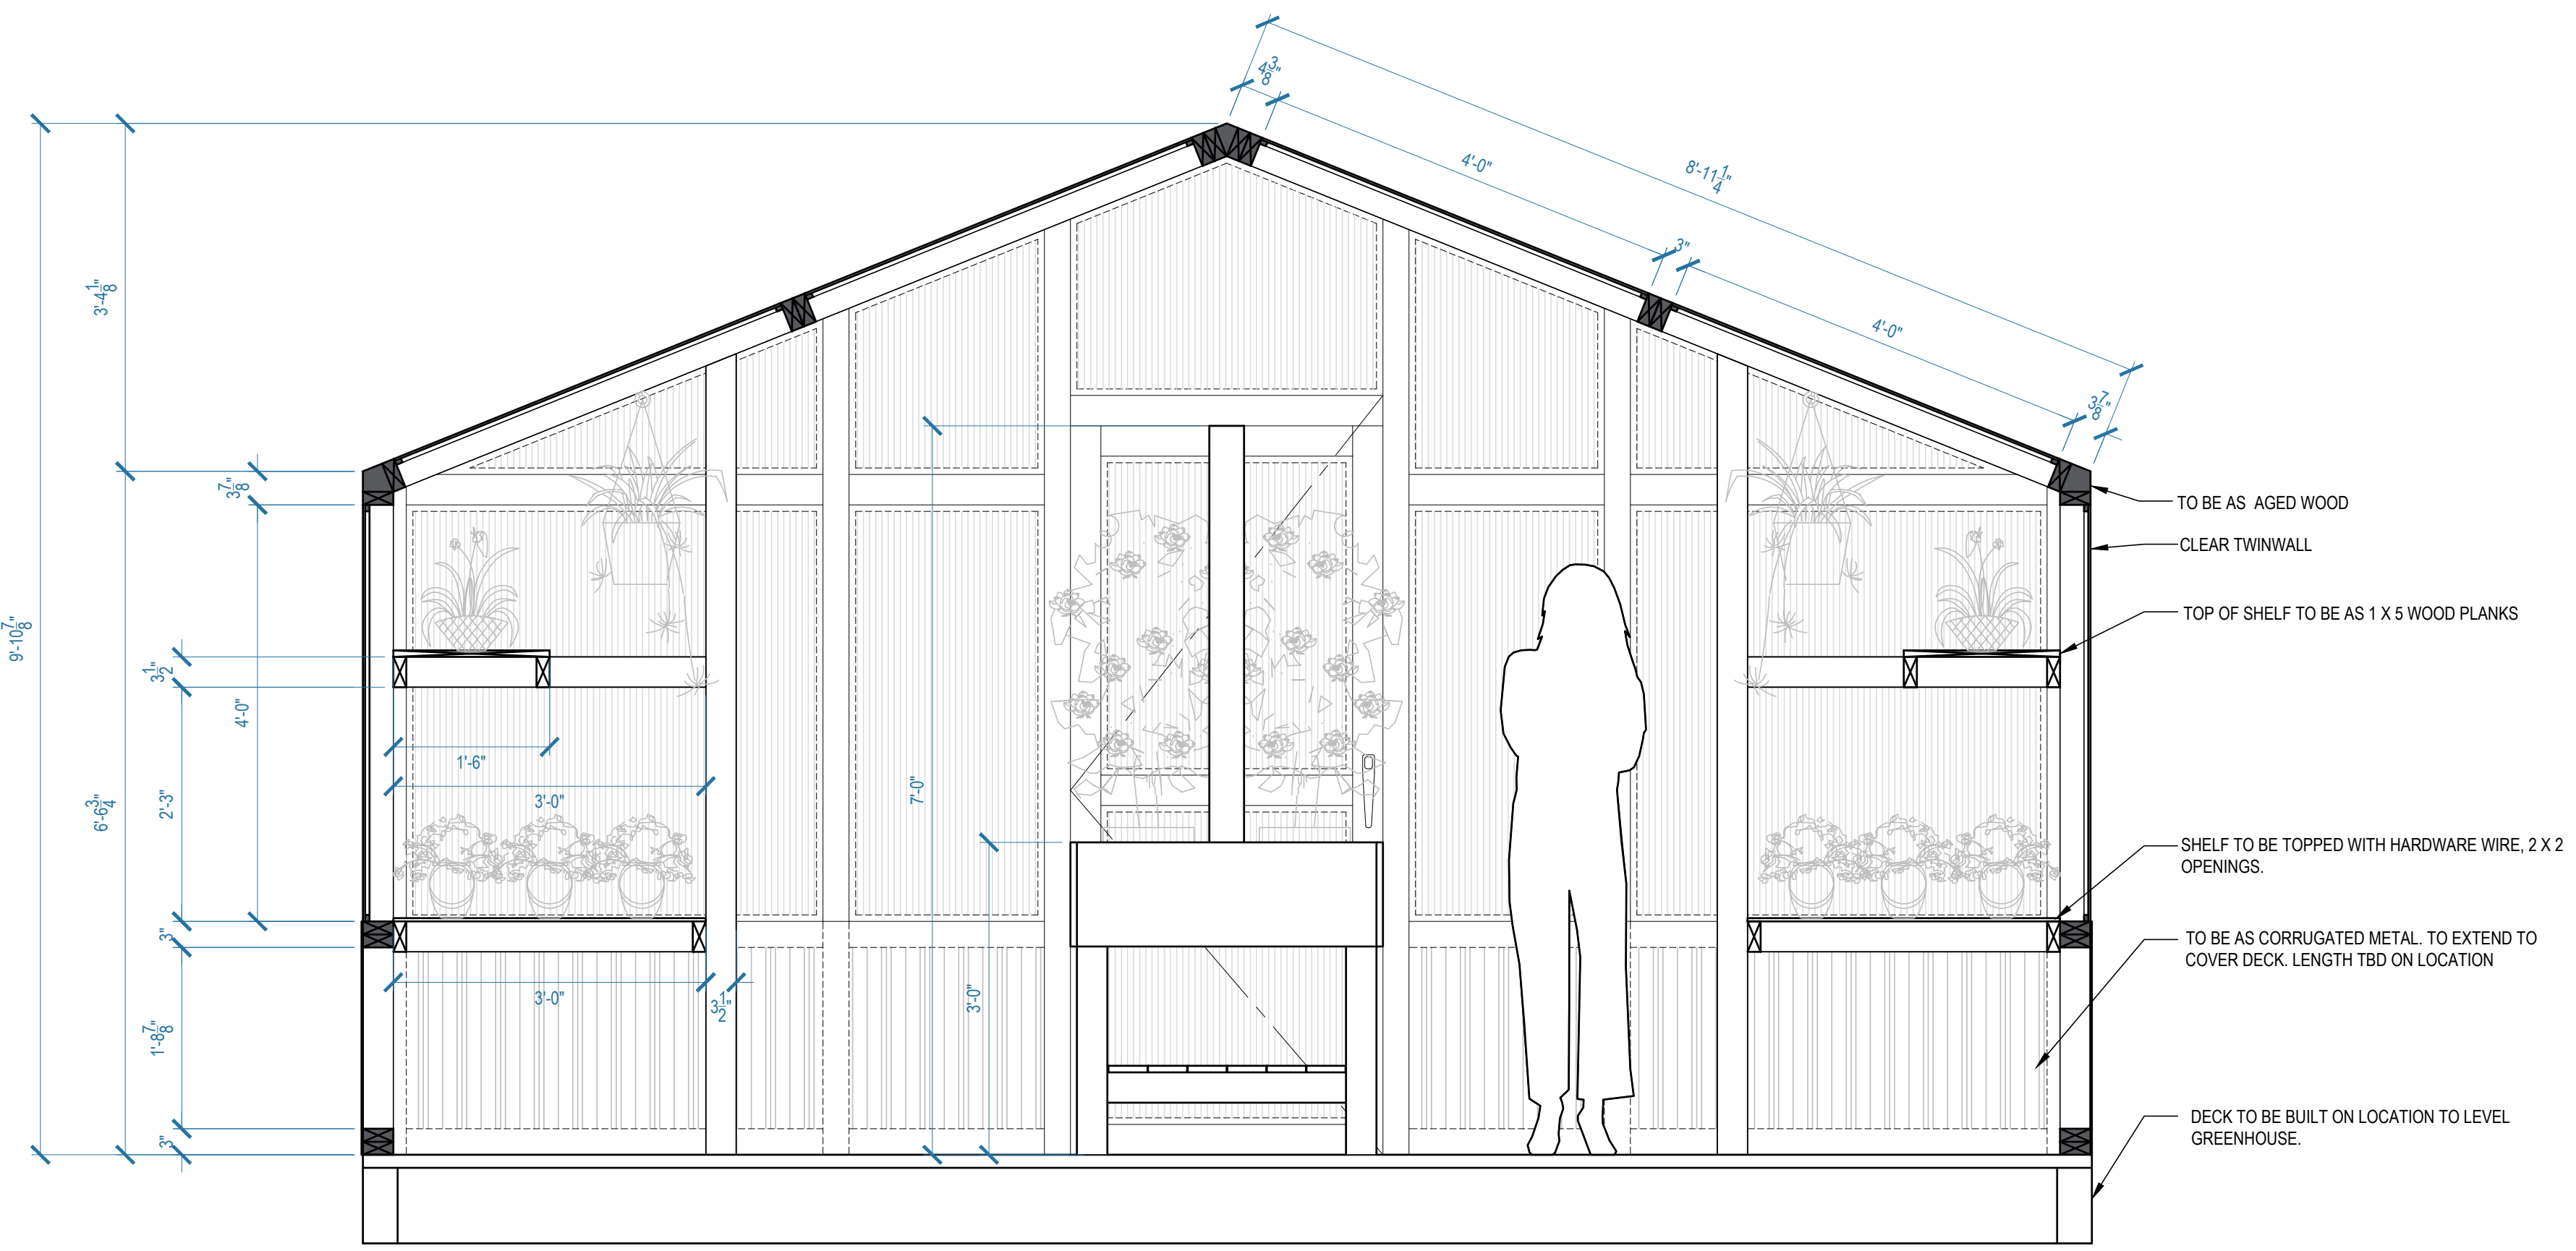 4 3/8"
4'-0"
8'-11 1/4"
3"
4'-0"
3 7/8"
3'-4 1/8"
9'-10 7/8"
6'-6 3/4"
3 7/8"
4'-0"
3 1/2"
2'-3"
3"
1'-8 7/8"
3"
1'-6"
3'-0"
3'-0"
3 1/2"
7'-0"
3'-0"
TO BE AS AGED WOOD
CLEAR TWINWALL
TOP OF SHELF TO BE AS 1 X 5 WOOD PLANKS
SHELF TO BE TOPPED WITH HARDWARE WIRE, 2 X 2
OPENINGS.
TO BE AS CORRUGATED METAL. TO EXTEND TO
COVER DECK. LENGTH TBD ON LOCATION
DECK TO BE BUILT ON LOCATION TO LEVEL
GREENHOUSE.